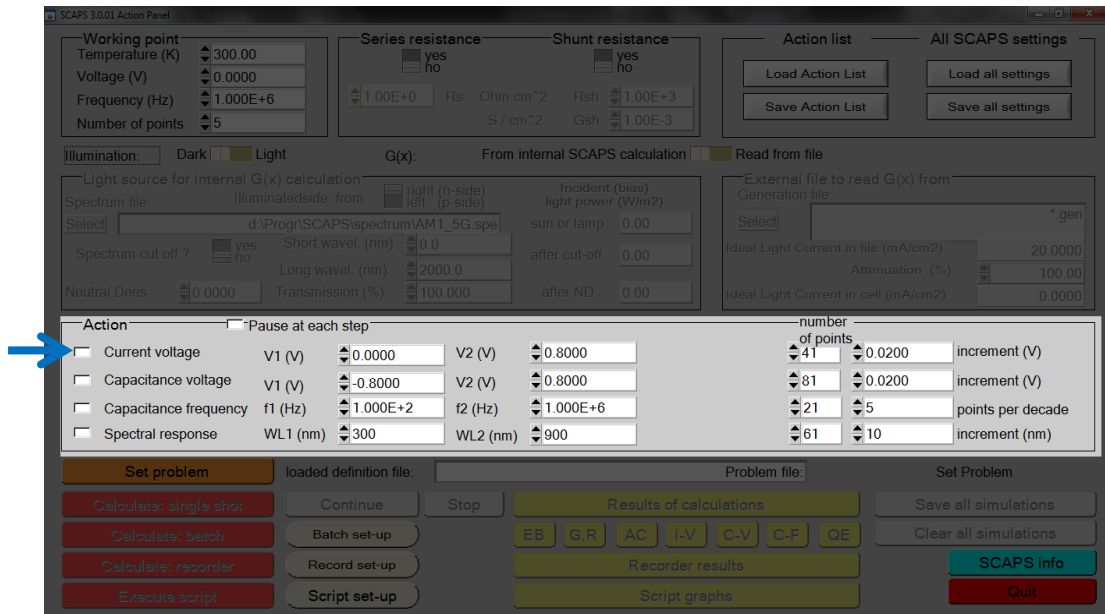 SCAPS 3.0.01 Action Panel
Working point
Temperature (K) 300.00
Voltage (V) 0.0000
Frequency (Hz) 1.000E+6
Number of points 5
Series resistance
yes
no
Shunt resistance
yes
no
1.00E+0 Rs Ohm cm^2 Rsh 1.00E+3
S / cm^2 Gsh 1.00E-3
Action list
Load Action List
Save Action List
All SCAPS settings
Load all settings
Save all settings
Illumination: Dark Light G(x): From internal SCAPS calculation Read from file
Light source for internal G(x) calculation
Spectrum file: Illuminatedside: from right (n-side)
left (p-side)
Incident (bias)
light power (W/m2)
Select d:\Progr\SCAPS\spectrum\AM1_5G.spe sun or lamp 0.00
Spectrum cut off ? yes
no
Short wavel. (nm) 0.0
Long wavel. (nm) 2000.0
after cut-off 0.00
Neutral Dens. 0.0000 Transmission (%) 100.000 after ND 0.00
External file to read G(x) from
Generation file:
Select *.gen
Ideal Light Current in file (mA/cm2) 20.0000
Attenuation (%) 100.00
Ideal Light Current in cell (mA/cm2) 0.0000
Action Pause at each step number
of points
Current voltage V1 (V) 0.0000 V2 (V) 0.8000 41 0.0200 increment (V)
Capacitance voltage V1 (V) -0.8000 V2 (V) 0.8000 81 0.0200 increment (V)
Capacitance frequency f1 (Hz) 1.000E+2 f2 (Hz) 1.000E+6 21 5 points per decade
Spectral response WL1 (nm) 300 WL2 (nm) 900 61 10 increment (nm)
Set problem loaded definition file: Problem file: Set Problem
Calculate: single shot Continue Stop Results of calculations Save all simulations
Calculate: batch Batch set-up EB G,R AC I-V C-V C-F QE Clear all simulations
Calculate: recorder Record set-up Recorder results SCAPS info
Execute script Script set-up Script graphs Quit